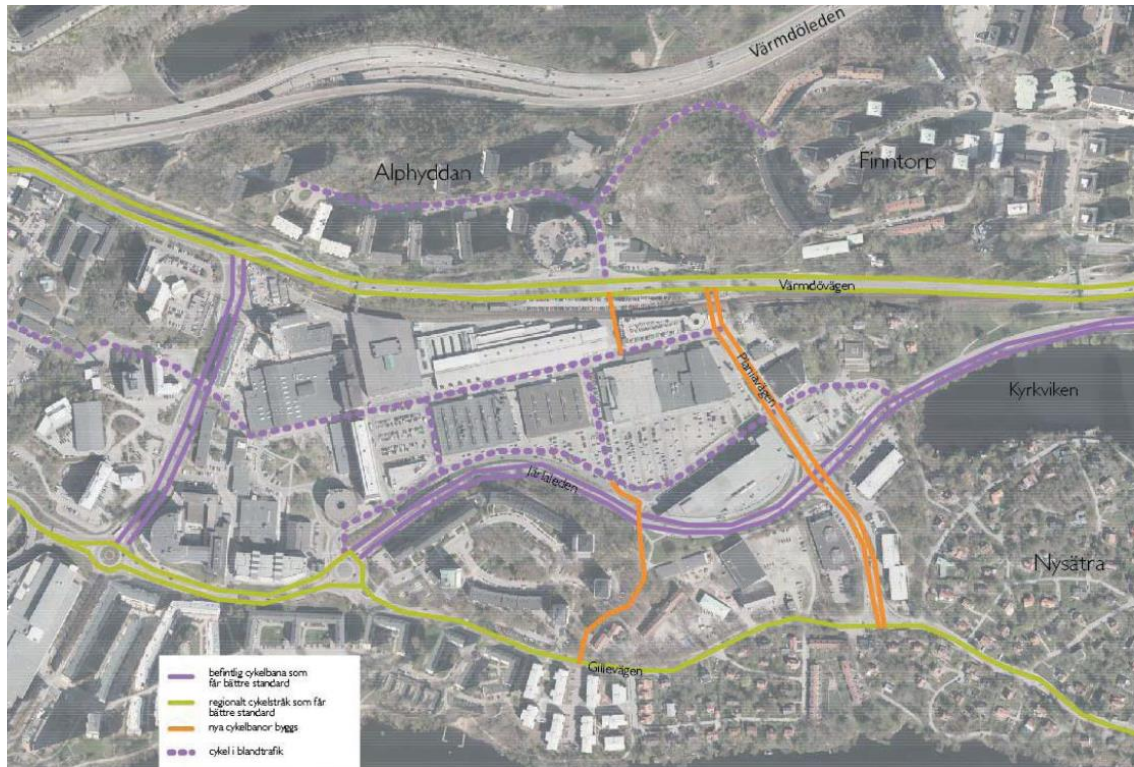 Värmdöleden
Alphyddan
Finntorp
Värmdövägen
Planiavägen
Kyrkviken
Järlaleden
Nysätra
Gillevägen
befintlig cykelbana som
får bättre standard
regionalt cykelstråk som får
bättre standard
nya cykelbanor byggs
cykel i blandtrafik